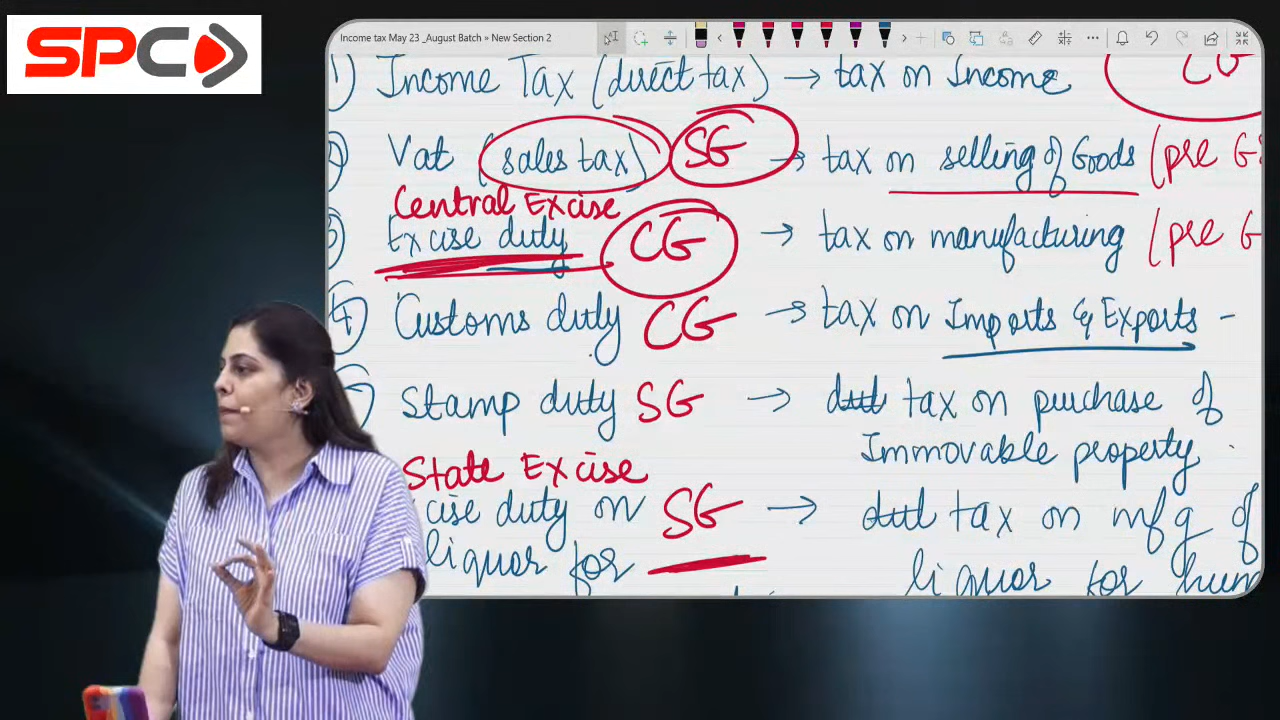 SPC
Income tax May 23 _August Batch » New Section 2
1) Income Tax (direct tax) → tax on Income CG
Vat (sales tax) SG → tax on selling of Goods (pre
Central Excise
Excise duty CG → tax on manufacturing (pre G
4) Customs duty CG → tax on Imports & Exports -
Stamp duty SG → tax on purchase of
Immovable property
State Excise
cise duty on SG → tax on mfg of
liquor for liquor for hum